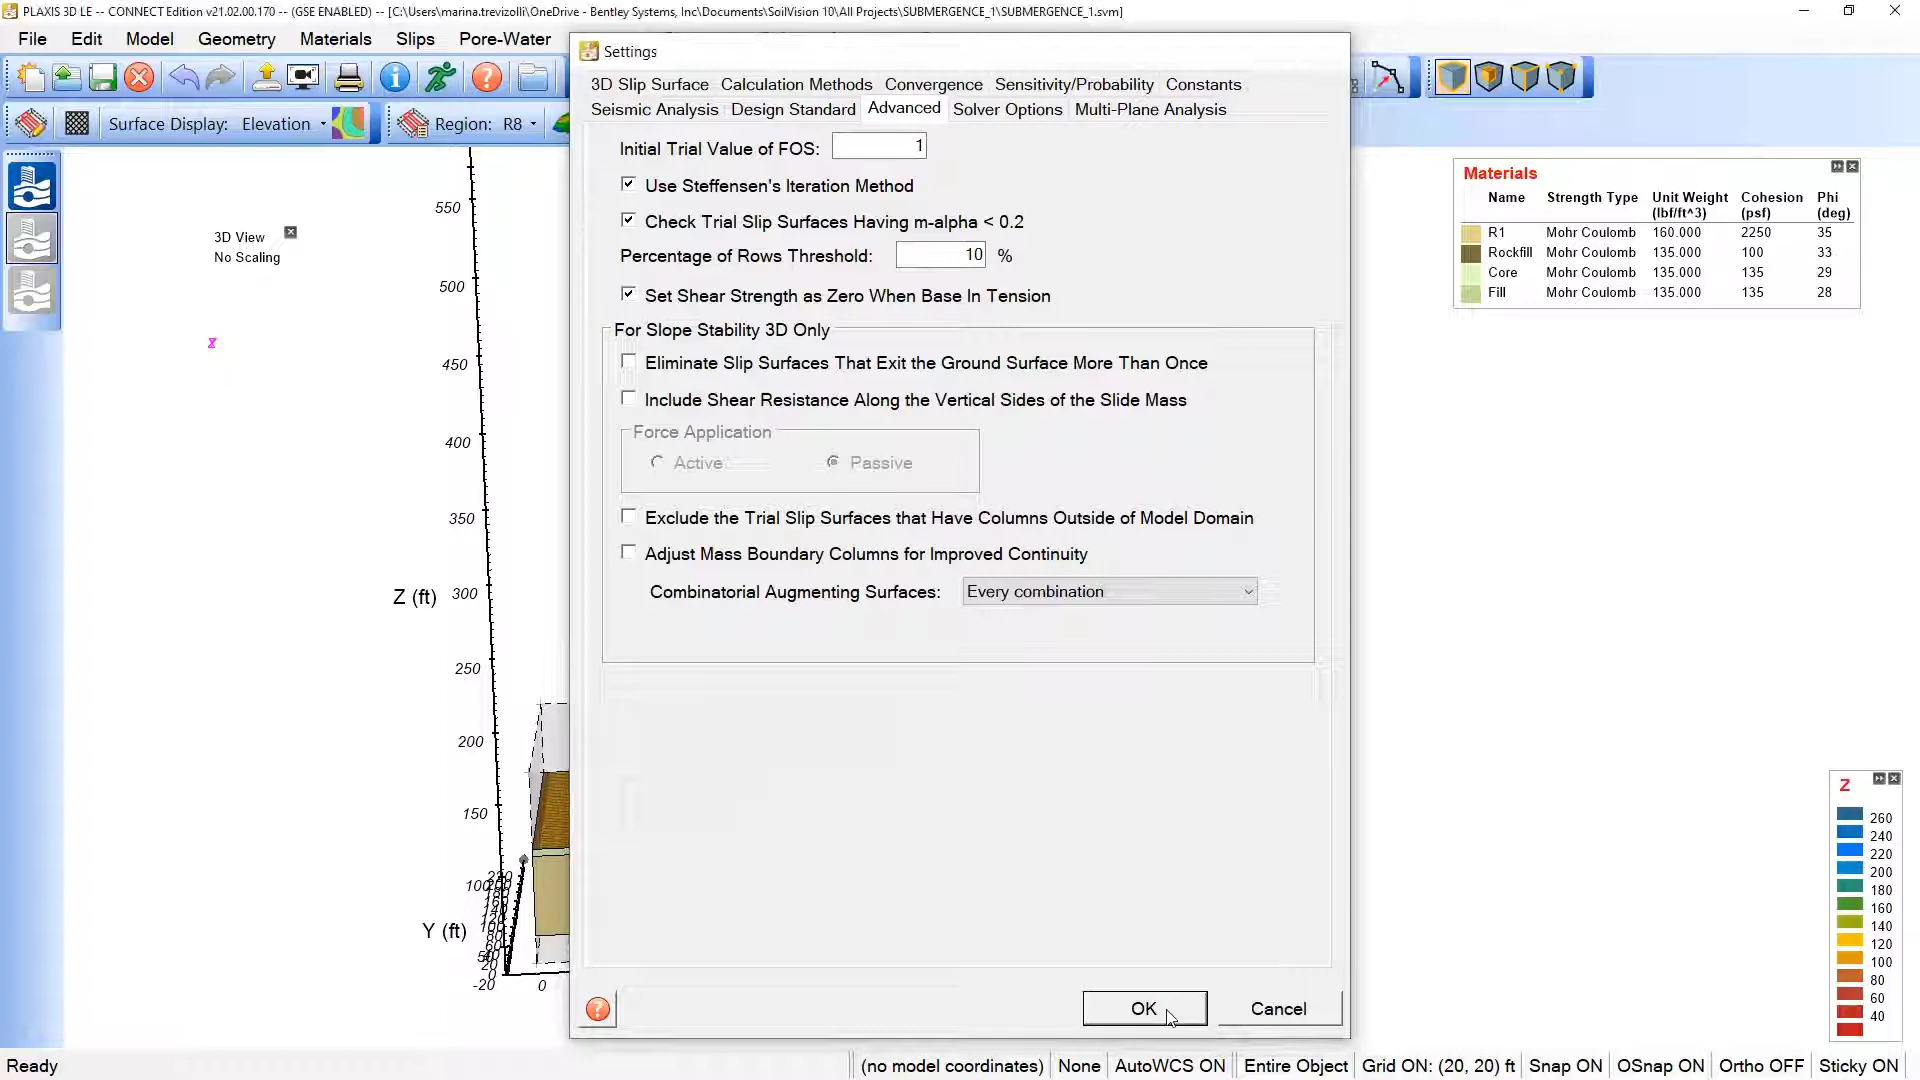 PLAXIS 3D LE -- CONNECT Edition v21.02.00.170 -- (GSE ENABLED) -- [C:\Users\marina.trevizolli\OneDrive - Bentley Systems, Inc\Documents\SoilVision 10\All Projects\SUBMERGENCE_1\SUBMERGENCE_1.svm]
File Edit Model Geometry Materials Slips Pore-Water
Surface Display: Elevation
Region: R8
Settings
3D Slip Surface Calculation Methods Convergence Sensitivity/Probability Constants
Seismic Analysis Design Standard Advanced Solver Options Multi-Plane Analysis
Initial Trial Value of FOS: 1
Use Steffensen's Iteration Method
Check Trial Slip Surfaces Having m-alpha < 0.2
Percentage of Rows Threshold: 10 %
Set Shear Strength as Zero When Base In Tension
For Slope Stability 3D Only
Eliminate Slip Surfaces That Exit the Ground Surface More Than Once
Include Shear Resistance Along the Vertical Sides of the Slide Mass
Force Application
Active Passive
Exclude the Trial Slip Surfaces that Have Columns Outside of Model Domain
Adjust Mass Boundary Columns for Improved Continuity
Combinatorial Augmenting Surfaces: Every combination
OK Cancel
3D View
No Scaling
550
500
450
400
350
Z (ft) 300
250
200
150
100
Y (ft)
-20
0
Materials
Name Strength Type Unit Weight Cohesion Phi
(lbf/ft^3) (psf) (deg)
R1 Mohr Coulomb 160.000 2250 35
Rockfill Mohr Coulomb 135.000 100 33
Core Mohr Coulomb 135.000 135 29
Fill Mohr Coulomb 135.000 135 28
Z
260
240
220
200
180
160
140
120
100
80
60
40
Ready
(no model coordinates) None AutoWCS ON Entire Object Grid ON: (20, 20) ft Snap ON OSnap ON Ortho OFF Sticky ON